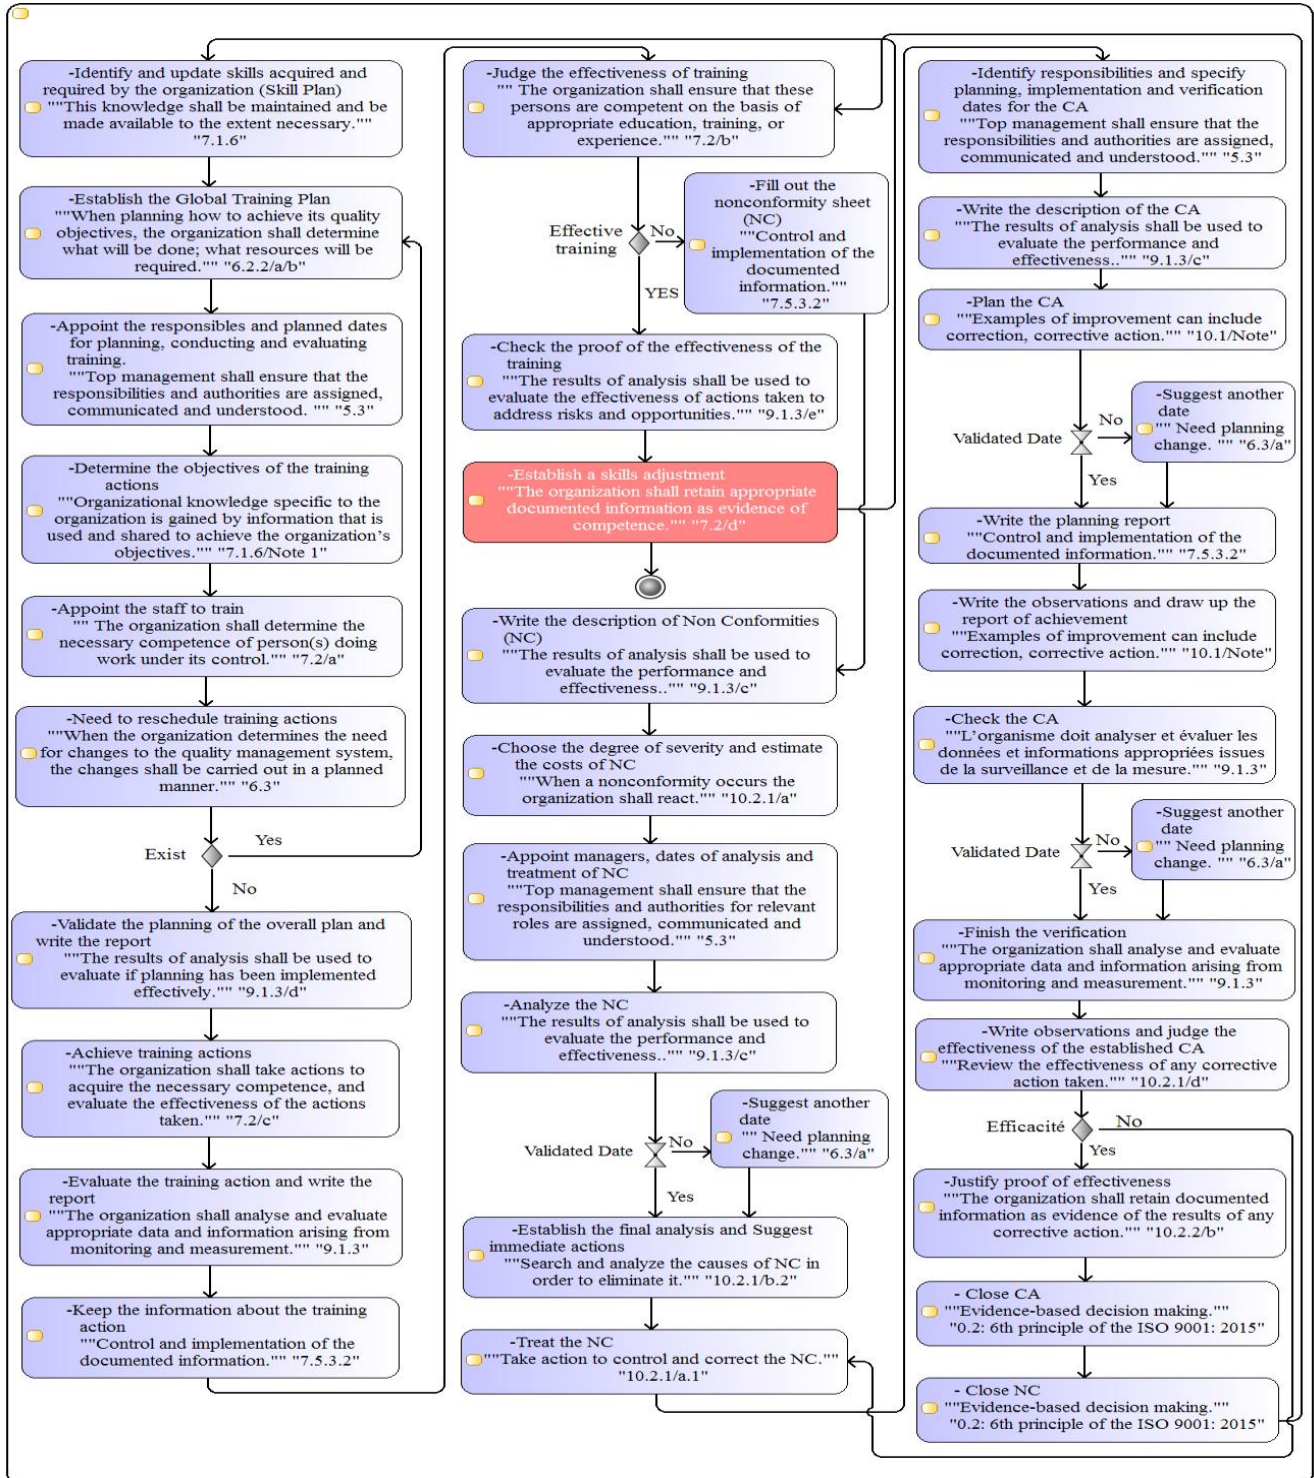 -Identify and update skills acquired and
required by the organization (Skill Plan)
""This knowledge shall be maintained and be
made available to the extent necessary.""
"7.1.6"
-Establish the Global Training Plan
""When planning how to achieve its quality
objectives, the organization shall determine
what will be done; what resources will be
required."" "6.2.2/a/b"
-Appoint the responsibles and planned dates
for planning, conducting and evaluating
training.
""Top management shall ensure that the
responsibilities and authorities are assigned,
communicated and understood. "" "5.3"
-Determine the objectives of the training
actions
""Organizational knowledge specific to the
organization is gained by information that is
used and shared to achieve the organization's
objectives."" "7.1.6/Note 1"
-Appoint the staff to train
"" The organization shall determine the
necessary competence of person(s) doing
work under its control."" "7.2/a"
-Need to reschedule training actions
""When the organization determines the need
for changes to the quality management system,
the changes shall be carried out in a planned
manner."" "6.3"
Exist
Yes
No
-Validate the planning of the overall plan and
write the report
""The results of analysis shall be used to
evaluate if planning has been implemented
effectively."" "9.1.3/d"
-Achieve training actions
""The organization shall take actions to
acquire the necessary competence, and
evaluate the effectiveness of the actions
taken."" "7.2/c"
-Evaluate the training action and write the
report
""The organization shall analyse and evaluate
appropriate data and information arising from
monitoring and measurement."" "9.1.3"
-Keep the information about the training
action
""Control and implementation of the
documented information."" "7.5.3.2"
-Judge the effectiveness of training
"" The organization shall ensure that these
persons are competent on the basis of
appropriate education, training, or
experience."" "7.2/b"
Effective
training
No
YES
-Fill out the
nonconformity sheet
(NC)
""Control and
implementation of the
documented
information.""
"7.5.3.2"
-Check the proof of the effectiveness of the
training
""The results of analysis shall be used to
evaluate the effectiveness of actions taken to
address risks and opportunities."" "9.1.3/e"
-Establish a skills adjustment
""The organization shall retain appropriate
documented information as evidence of
competence."" "7.2/d"
-Write the description of Non Conformities
(NC)
""The results of analysis shall be used to
evaluate the performance and
effectiveness.."" "9.1.3/c"
-Choose the degree of severity and estimate
the costs of NC
""When a nonconformity occurs the
organization shall react."" "10.2.1/a"
-Appoint managers, dates of analysis and
treatment of NC
""Top management shall ensure that the
responsibilities and authorities for relevant
roles are assigned, communicated and
understood."" "5.3"
-Analyze the NC
""The results of analysis shall be used to
evaluate the performance and
effectiveness.."" "9.1.3/c"
Validated Date
No
Yes
-Suggest another
date
"" Need planning
change."" "6.3/a"
-Establish the final analysis and Suggest
immediate actions
""Search and analyze the causes of NC in
order to eliminate it."" "10.2.1/b.2"
-Treat the NC
""Take action to control and correct the NC.""
"10.2.1/a.1"
-Identify responsibilities and specify
planning, implementation and verification
dates for the CA
""Top management shall ensure that the
responsibilities and authorities are assigned,
communicated and understood."" "5.3"
-Write the description of the CA
""The results of analysis shall be used to
evaluate the performance and
effectiveness.."" "9.1.3/c"
-Plan the CA
""Examples of improvement can include
correction, corrective action."" "10.1/Note"
Validated Date
No
Yes
-Suggest another
date
"" Need planning
change. "" "6.3/a"
-Write the planning report
""Control and implementation of the
documented information."" "7.5.3.2"
-Write the observations and draw up the
report of achievement
""Examples of improvement can include
correction, corrective action."" "10.1/Note"
-Check the CA
""L'organisme doit analyser et évaluer les
données et informations appropriées issues
de la surveillance et de la mesure."" "9.1.3"
Validated Date
No
Yes
-Suggest another
date
"" Need planning
change. "" "6.3/a"
-Finish the verification
""The organization shall analyse and evaluate
appropriate data and information arising from
monitoring and measurement."" "9.1.3"
-Write observations and judge the
effectiveness of the established CA
""Review the effectiveness of any corrective
action taken."" "10.2.1/d"
Efficacité
No
Yes
-Justify proof of effectiveness
""The organization shall retain documented
information as evidence of the results of any
corrective action."" "10.2.2/b"
- Close CA
""Evidence-based decision making.""
"0.2: 6th principle of the ISO 9001: 2015"
- Close NC
""Evidence-based decision making.""
"0.2: 6th principle of the ISO 9001: 2015"